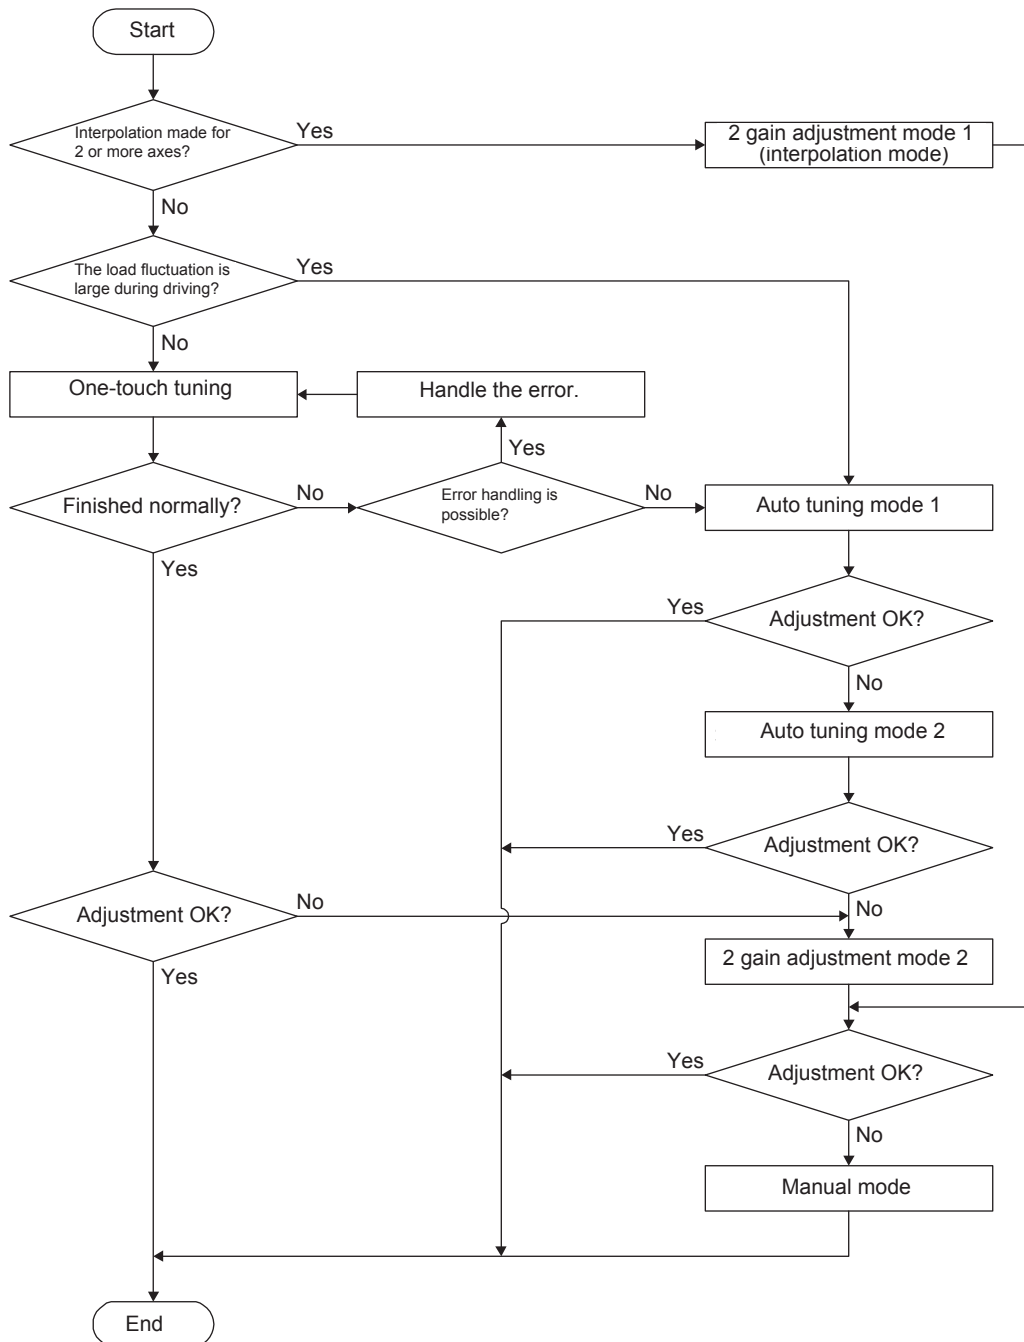 Start
Interpolation made for
2 or more axes?
Yes
2 gain adjustment mode 1
(interpolation mode)
No
The load fluctuation is
large during driving?
Yes
No
One-touch tuning
Handle the error.
Yes
Finished normally?
No
Error handling is
possible?
No
Auto tuning mode 1
Yes
Yes
Adjustment OK?
No
Auto tuning mode 2
Yes
Adjustment OK?
Adjustment OK?
No
No
Yes
2 gain adjustment mode 2
Yes
Adjustment OK?
No
Manual mode
End